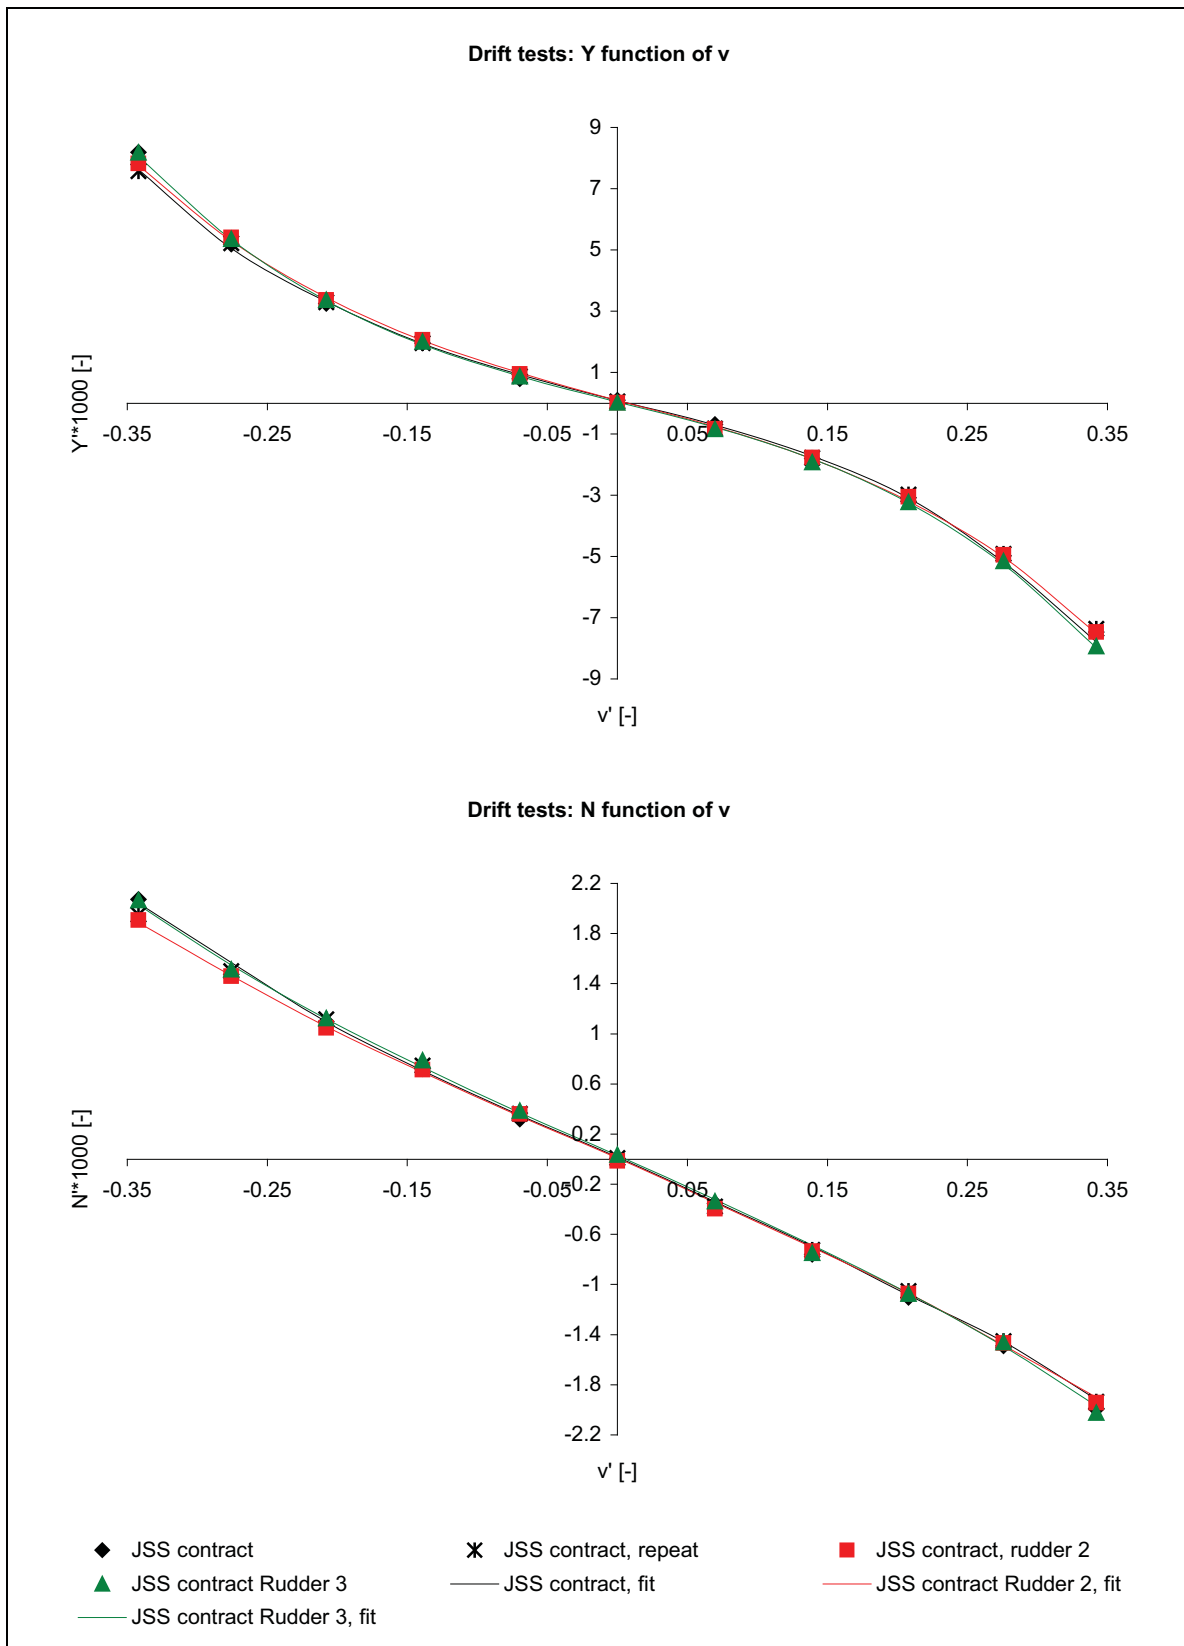 Drift tests: Y function of v
9
7
5
3
1
-1
-3
-5
-7
-9
-0.35 -0.25 -0.15 -0.05 0.05 0.15 0.25 0.35
Y'*1000 [-]
v' [-]
Drift tests: N function of v
2.2
1.8
1.4
1
0.6
0.2
-0.2
-0.6
-1
-1.4
-1.8
-2.2
-0.35 -0.25 -0.15 -0.05 0.05 0.15 0.25 0.35
N'*1000 [-]
v' [-]
JSS contract JSS contract, repeat JSS contract, rudder 2
JSS contract Rudder 3 JSS contract, fit JSS contract Rudder 2, fit
JSS contract Rudder 3, fit